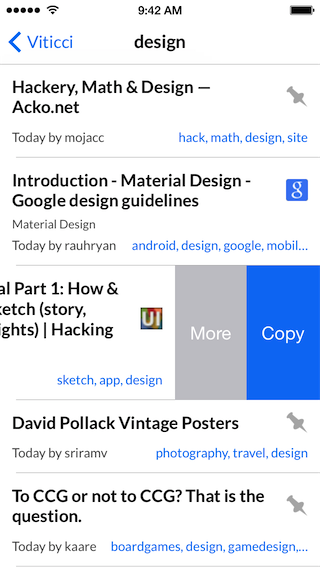 9:42 AM
Viticci
design
Hackery, Math & Design —
Acko.net
Today by mojacc
hack, math, design, site
Introduction - Material Design -
Google design guidelines
Material Design
Today by rauhryan
android, design, google, mobil...
al Part 1: How &
ketch (story,
ights) | Hacking
UI
sketch, app, design
More
Copy
David Pollack Vintage Posters
Today by sriramv
photography, travel, design
To CCG or not to CCG? That is the
question.
Today by kaare
boardgames, design, gamedesign,...